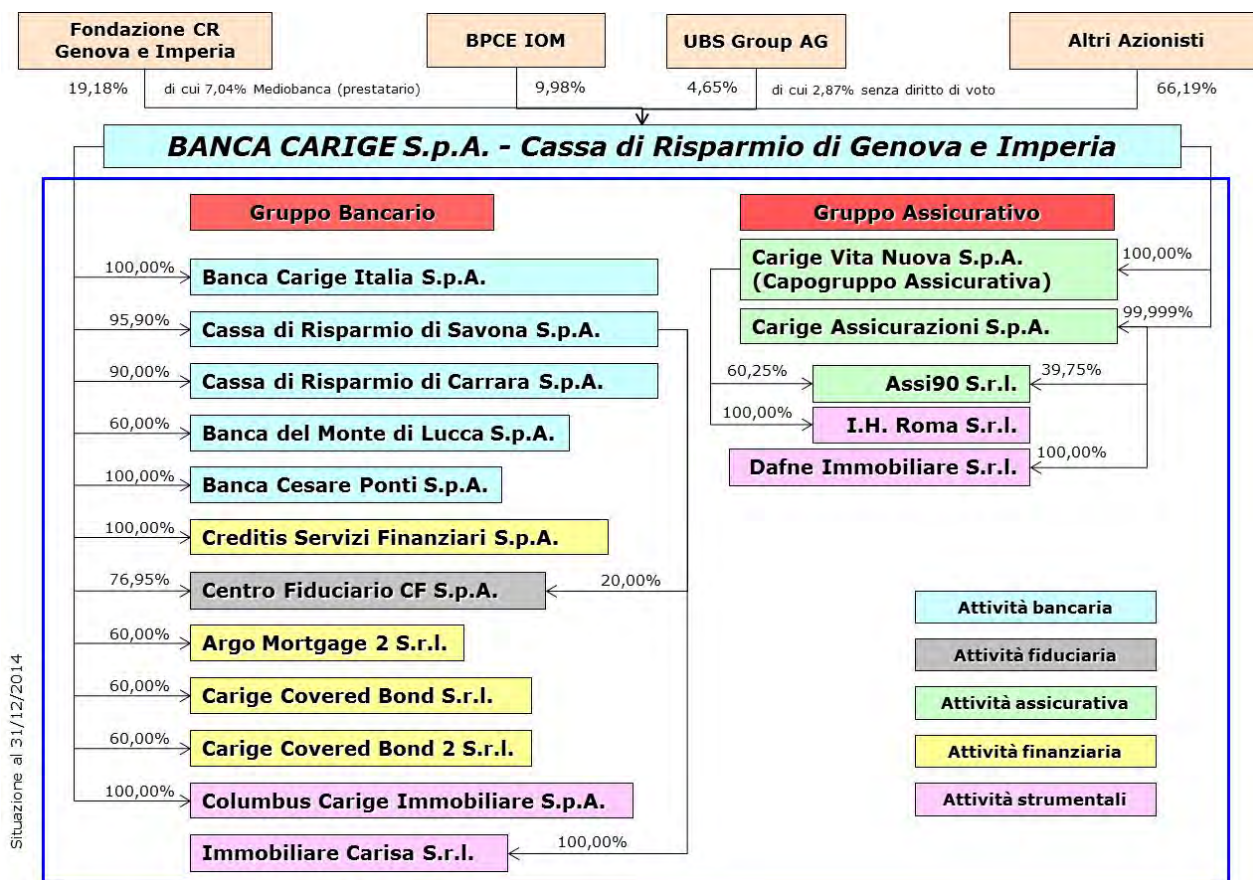 Fondazione CR
Genova e Imperia
BPCE IOM
UBS Group AG
Altri Azionisti
19,18%
di cui 7,04% Mediobanca (prestatario)
9,98%
4,65%
di cui 2,87% senza diritto di voto
66,19%
BANCA CARIGE S.p.A. - Cassa di Risparmio di Genova e Imperia
Gruppo Bancario
100,00%
Banca Carige Italia S.p.A.
95,90%
Cassa di Risparmio di Savona S.p.A.
90,00%
Cassa di Risparmio di Carrara S.p.A.
60,00%
Banca del Monte di Lucca S.p.A.
100,00%
Banca Cesare Ponti S.p.A.
100,00%
Creditis Servizi Finanziari S.p.A.
76,95%
Centro Fiduciario CF S.p.A.
20,00%
60,00%
Argo Mortgage 2 S.r.l.
60,00%
Carige Covered Bond S.r.l.
60,00%
Carige Covered Bond 2 S.r.l.
100,00%
Columbus Carige Immobiliare S.p.A.
Immobiliare Carisa S.r.l.
100,00%
Gruppo Assicurativo
Carige Vita Nuova S.p.A.
(Capogruppo Assicurativa)
100,00%
Carige Assicurazioni S.p.A.
99,999%
60,25%
Assi90 S.r.l.
39,75%
100,00%
I.H. Roma S.r.l.
Dafne Immobiliare S.r.l.
100,00%
Attività bancaria
Attività fiduciaria
Attività assicurativa
Attività finanziaria
Attività strumentali
Situazione al 31/12/2014